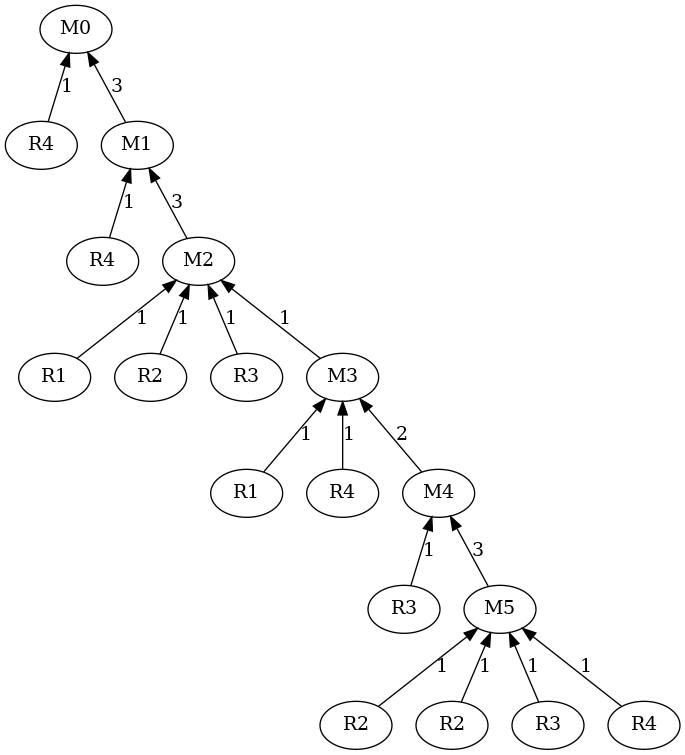 M0
1 3
R4 M1
1 3
R4 M2
1 1 1 1
R1 R2 R3 M3
1 1 2
R1 R4 M4
1 3
R3 M5
1 1 1 1
R2 R2 R3 R4